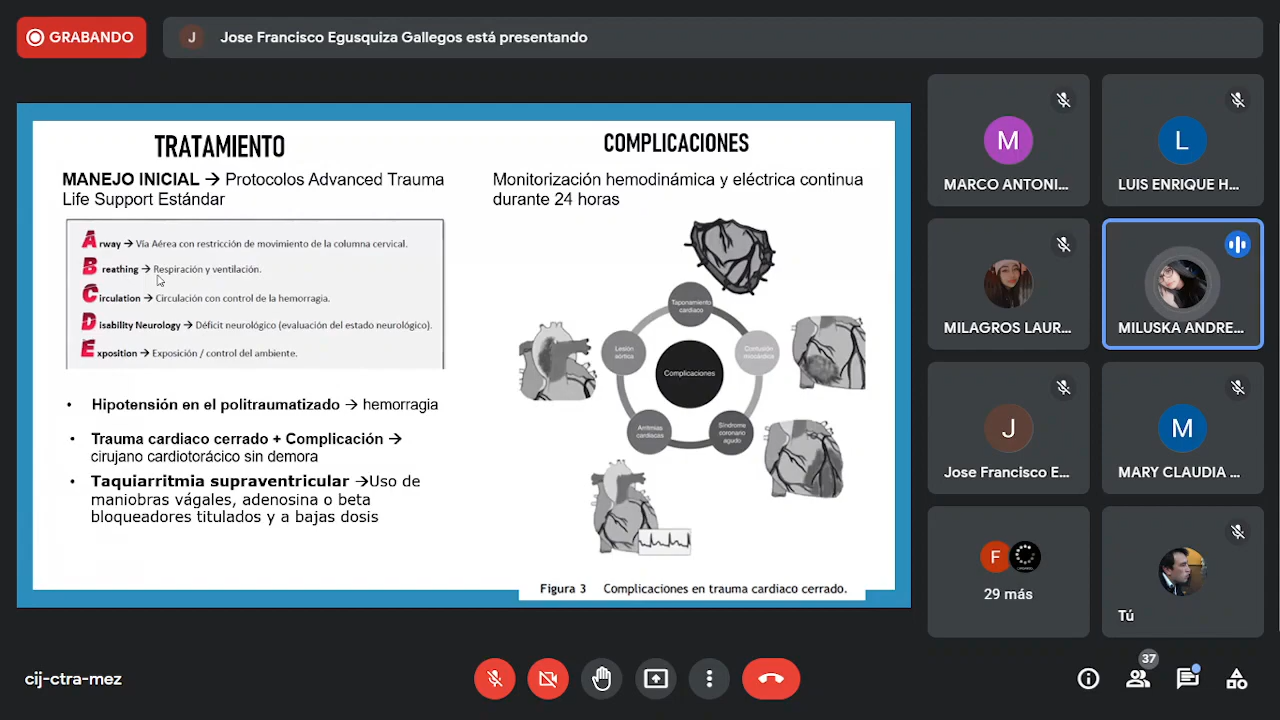 GRABANDO
J
Jose Francisco Egusquiza Gallegos está presentando
TRATAMIENTO
MANEJO INICIAL → Protocolos Advanced Trauma
Life Support Estándar
Airway → Vía Aérea con restricción de movimiento de la columna cervical.
Breathing → Respiración y ventilación.
Circulation → Circulación con control de la hemorragia.
Disability Neurology → Déficit neurológico (evaluación del estado neurológico).
Exposition → Exposición / control del ambiente.
• Hipotensión en el politraumatizado → hemorragia
• Trauma cardiaco cerrado + Complicación →
cirujano cardiotorácico sin demora
• Taquiarritmia supraventricular →Uso de
maniobras vágales, adenosina o beta
bloqueadores titulados y a bajas dosis
COMPLICACIONES
Monitorización hemodinámica y eléctrica continua
durante 24 horas
Taponamiento
cardiaco
Lesión
aórtica
Contusión
miocárdica
Complicaciones
Arritmias
cardiacas
Síndrome
coronario
agudo
Figura 3 Complicaciones en trauma cardiaco cerrado.
M
MARCO ANTONI...
L
LUIS ENRIQUE H...
MILAGROS LAUR...
MILUSKA ANDRE...
J
Jose Francisco E...
M
MARY CLAUDIA ...
F
29 más
Tú
cij-ctra-mez
37